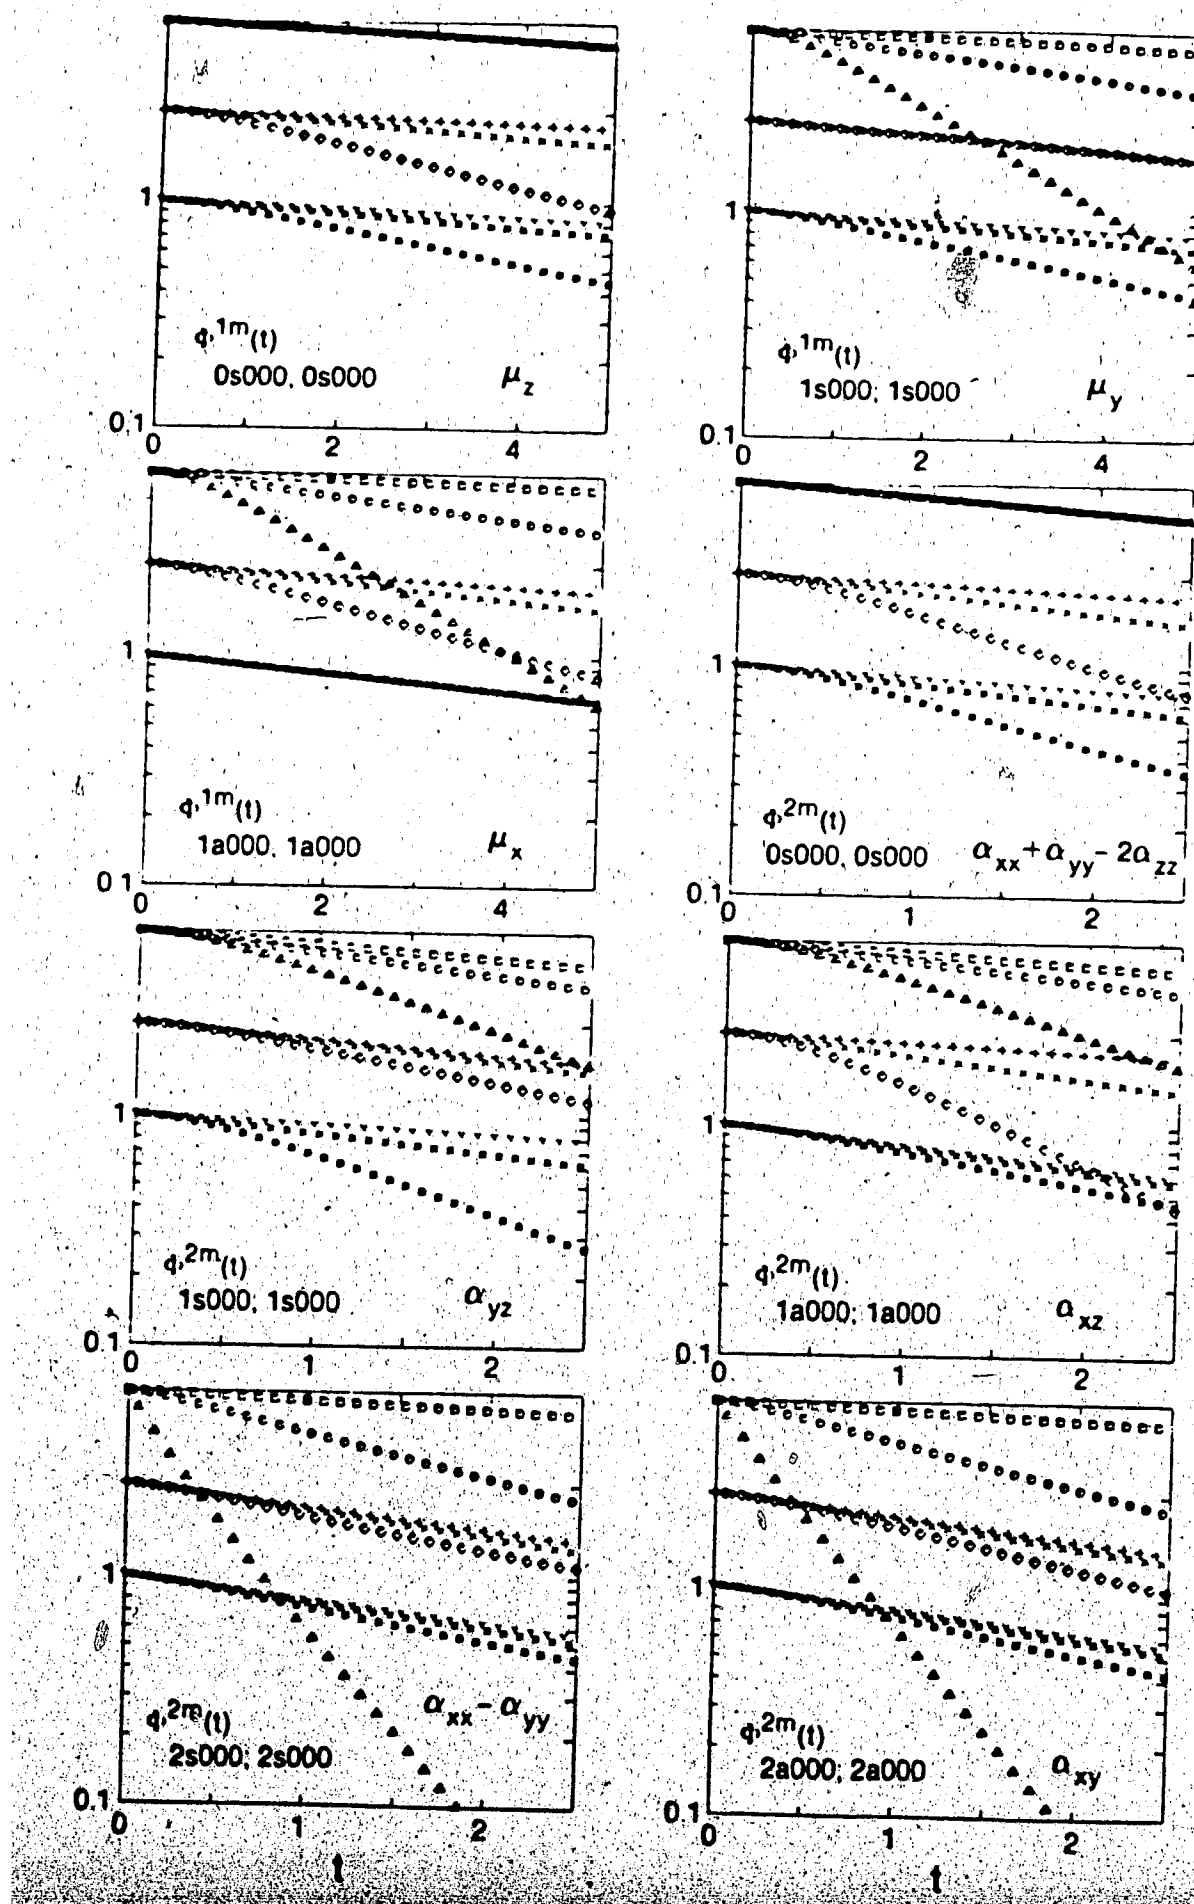 1
ϕ^1m(t)
0s000, 0s000 μz
0.1
0 2 4
1
ϕ^1m(t)
1s000; 1s000 μy
0.1
0 2 4
1
ϕ^1m(t)
1a000, 1a000 μx
0.1
0 2 4
1
ϕ^2m(t)
0s000, 0s000 αxx + αyy - 2αzz
0.1
0 1 2
1
ϕ^2m(t)
1s000; 1s000 αyz
0.1
0 1 2
1
ϕ^2m(t)
1a000; 1a000 αxz
0.1
0 1 2
1
ϕ^2m(t)
2s000; 2s000 αxx - αyy
0.1
0 1 2
t
1
ϕ^2m(t)
2a000; 2a000 αxy
0.1
0 1 2
t